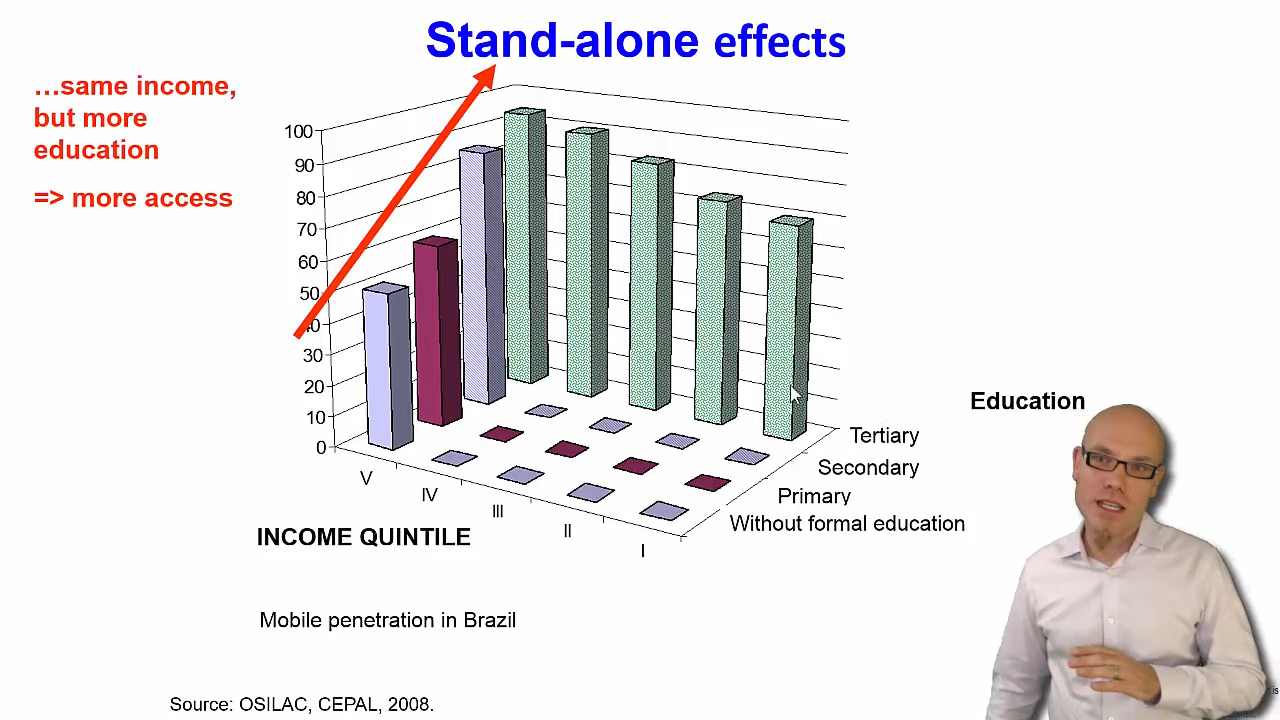 Stand-alone effects
…same income,
but more
education
=> more access
100
90
80
70
60
50
40
30
20
10
0
V
IV
III
II
I
INCOME QUINTILE
Education
Tertiary
Secondary
Primary
Without formal education
Mobile penetration in Brazil
Source: OSILAC, CEPAL, 2008.
is